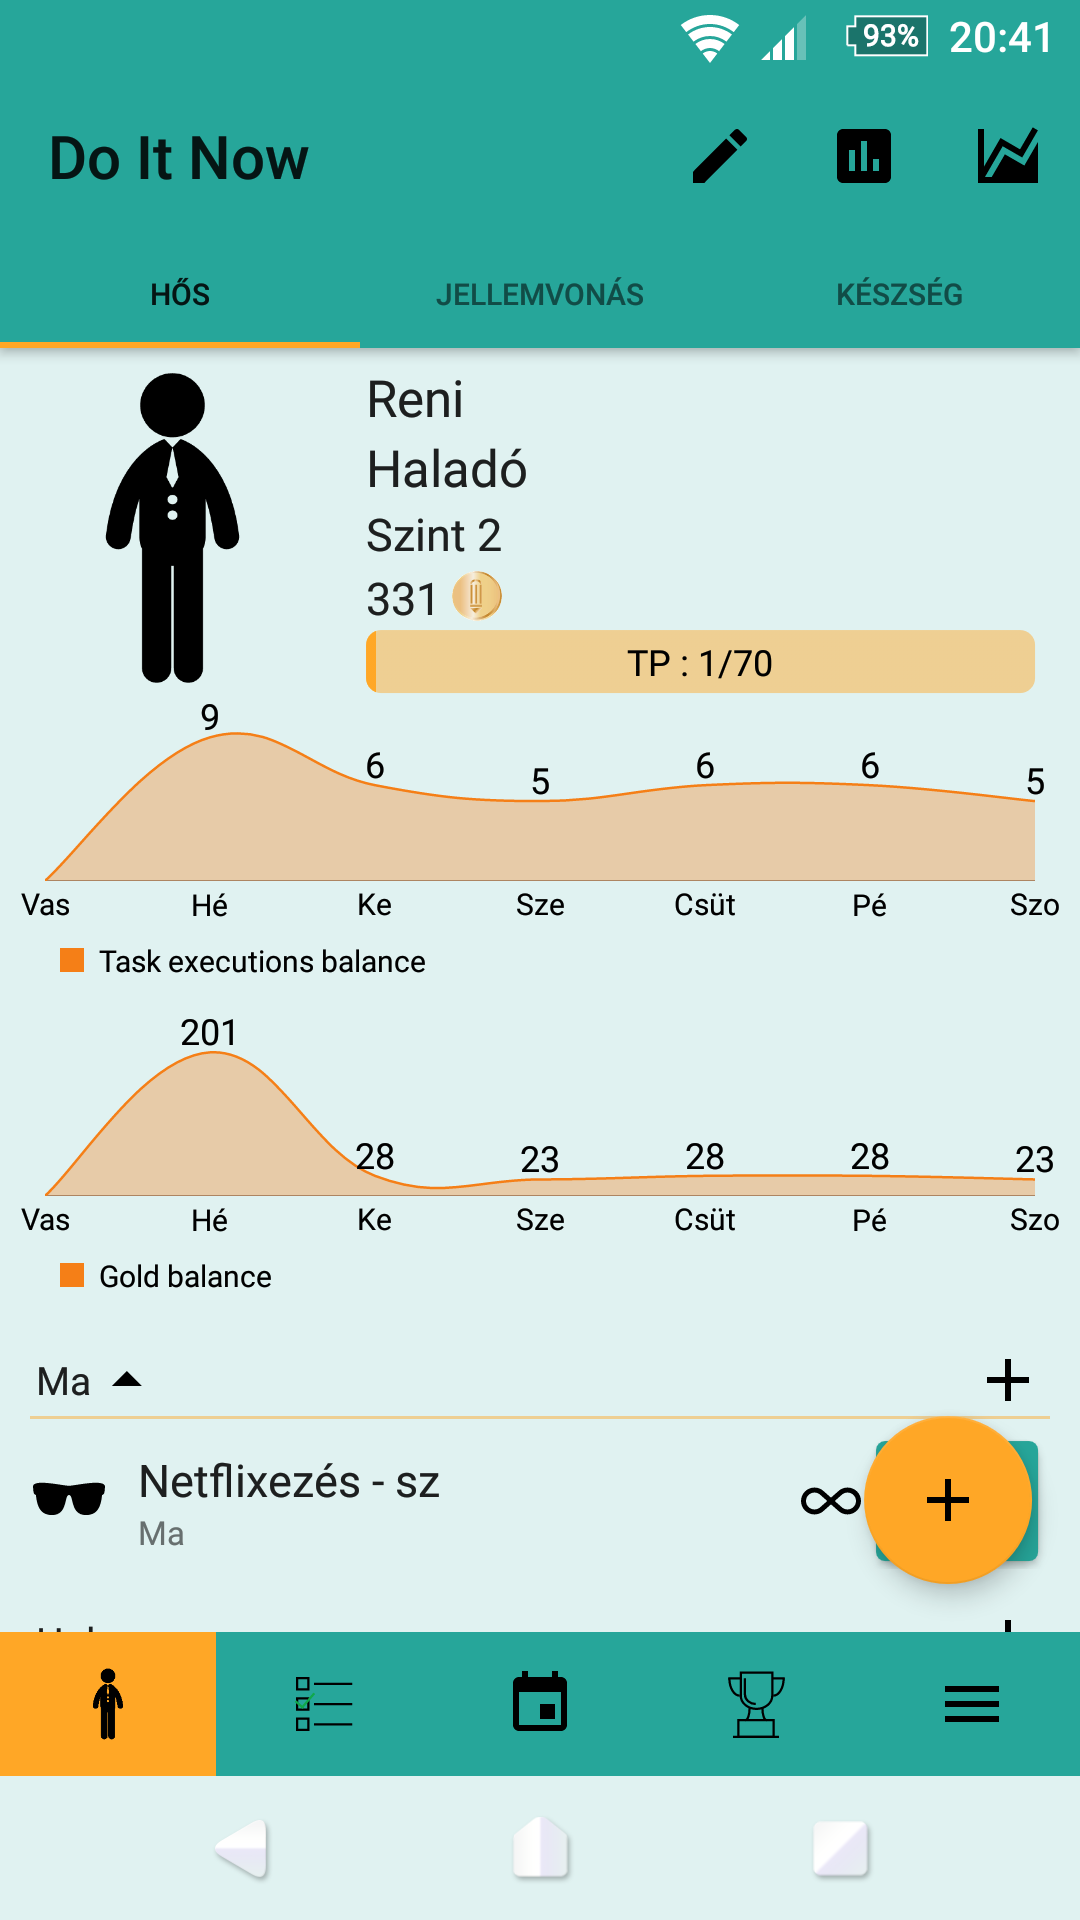 93% 20:41
Do It Now
HŐS JELLEMVONÁS KÉSZSÉG
Reni
Haladó
Szint 2
331
TP : 1/70
9 6 5 6 6 5
Vas Hé Ke Sze Csüt Pé Szo
Task executions balance
201 28 23 28 28 23
Vas Hé Ke Sze Csüt Pé Szo
Gold balance
Ma
Netflixezés - sz
Ma